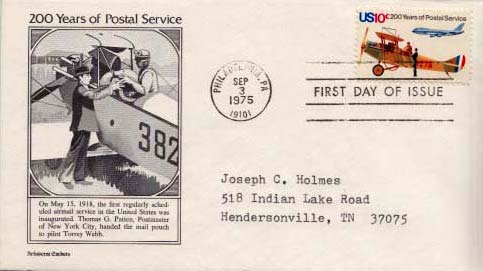 200 Years of Postal Service
382
On May 15, 1918, the first regularly sched-
uled airmail service in the United States was
inaugurated. Thomas G. Patten, Postmaster
of New York City, handed the mail pouch
to pilot Torrey Webb.
Aristocrat Cachets
US10c 200 Years of Postal Service
PHILADELPHIA, PA
SEP
3
1975
19101
FIRST DAY OF ISSUE
Joseph C. Holmes
518 Indian Lake Road
Hendersonville, TN 37075